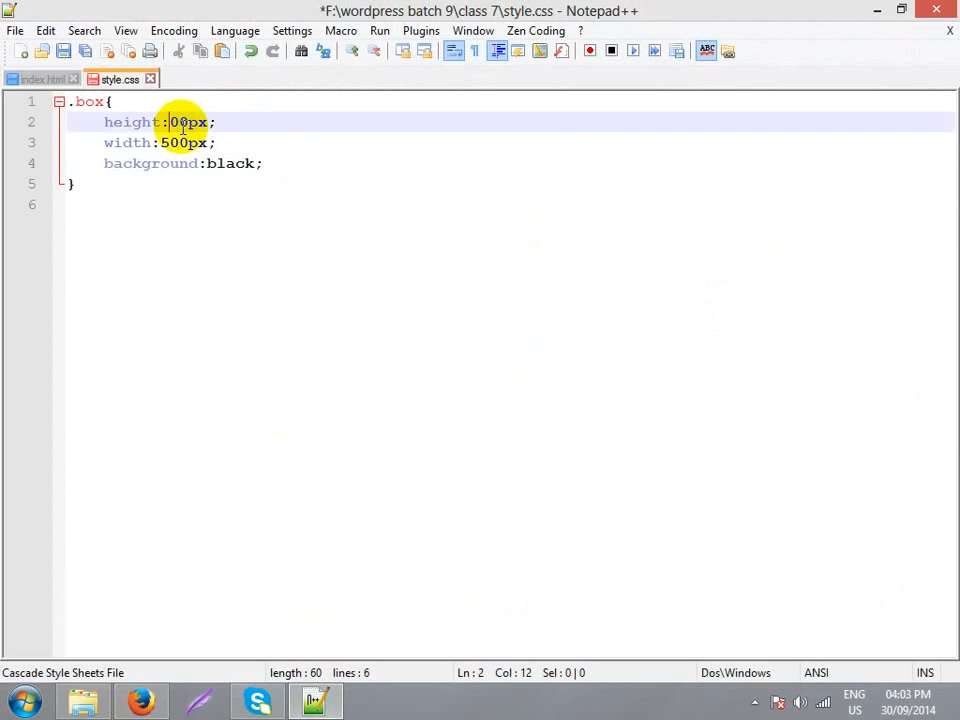 *F:\wordpress batch 9\class 7\style.css - Notepad++
File Edit Search View Encoding Language Settings Macro Run Plugins Window Zen Coding ? X
index.html style.css
1 .box{
2 height:00px;
3 width:500px;
4 background:black;
5 }
6
Cascade Style Sheets File length : 60 lines : 6 Ln : 2 Col : 12 Sel : 0 | 0 Dos\Windows ANSI INS
ENG 04:03 PM
US 30/09/2014